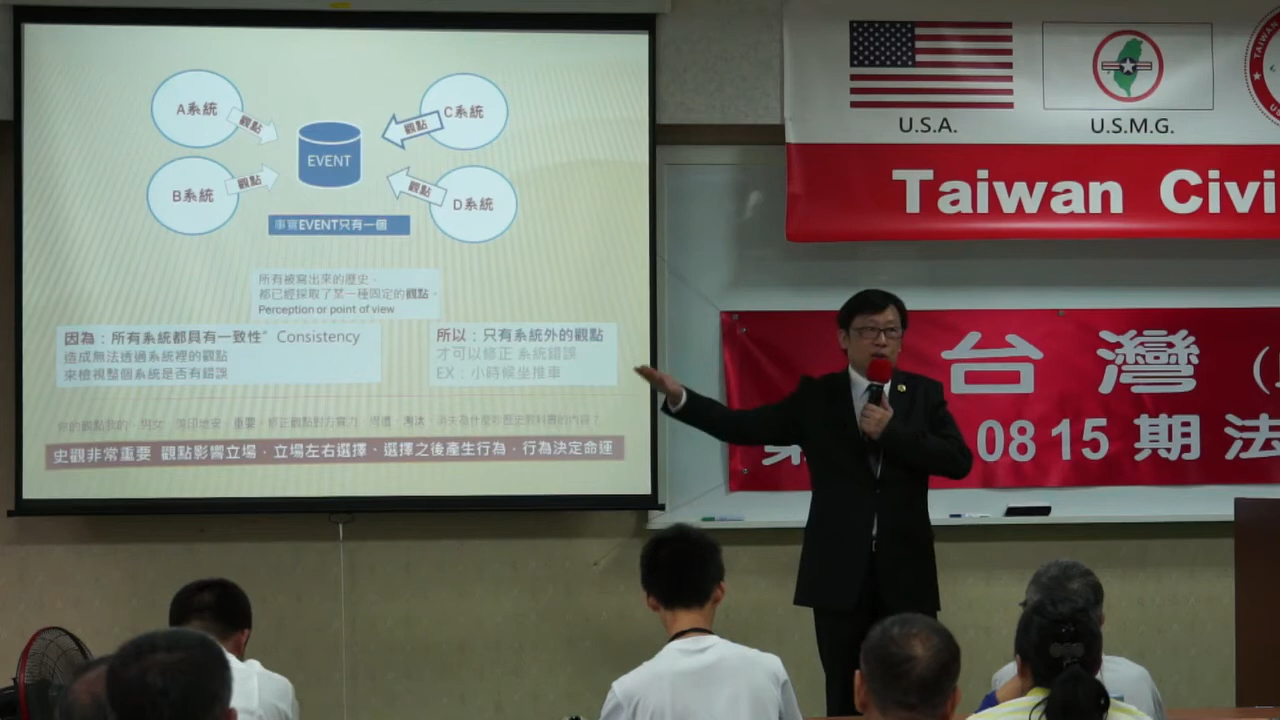 A系統
觀點
C系統
觀點
EVENT
B系統
觀點
D系統
觀點
事實EVENT只有一個
所有被寫出來的歷史，
都已經採取了某一種固定的觀點。
Perception or point of view
因為：所有系統都具有一致性" Consistency
造成無法透過系統裡的觀點
來檢視整個系統是否有錯誤
所以：只有系統外的觀點
才可以修正 系統錯誤
EX：小時候坐推車
史觀非常重要 觀點影響立場，立場左右選擇、選擇之後產生行為，行為決定命運
U.S.A.
U.S.M.G.
TAIWAN
Taiwan Civi
台 灣 (
0815 期 法